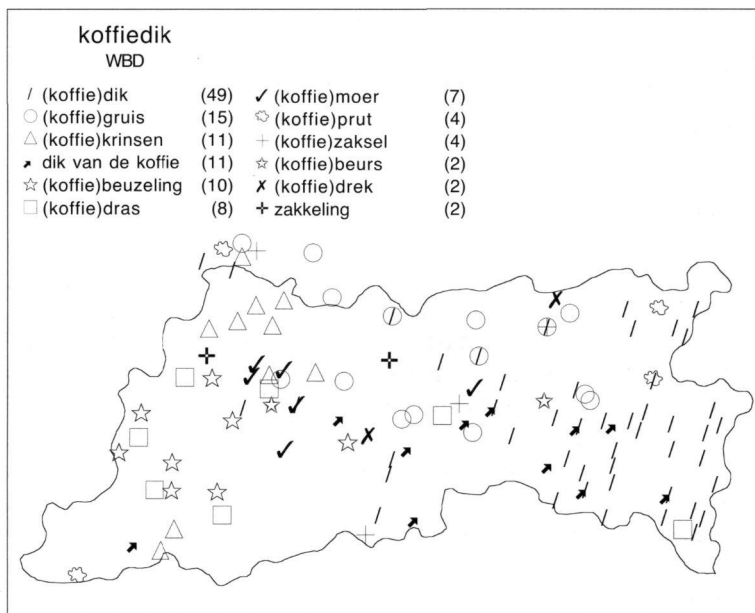 koffiedik
WBD
(koffie)dik (49)
(koffie)gruis (15)
(koffie)krinsen (11)
dik van de koffie (11)
(koffie)beuzeling (10)
(koffie)dras (8)
(koffie)moer (7)
(koffie)prut (4)
(koffie)zaksel (4)
(koffie)beurs (2)
(koffie)drek (2)
zakkeling (2)